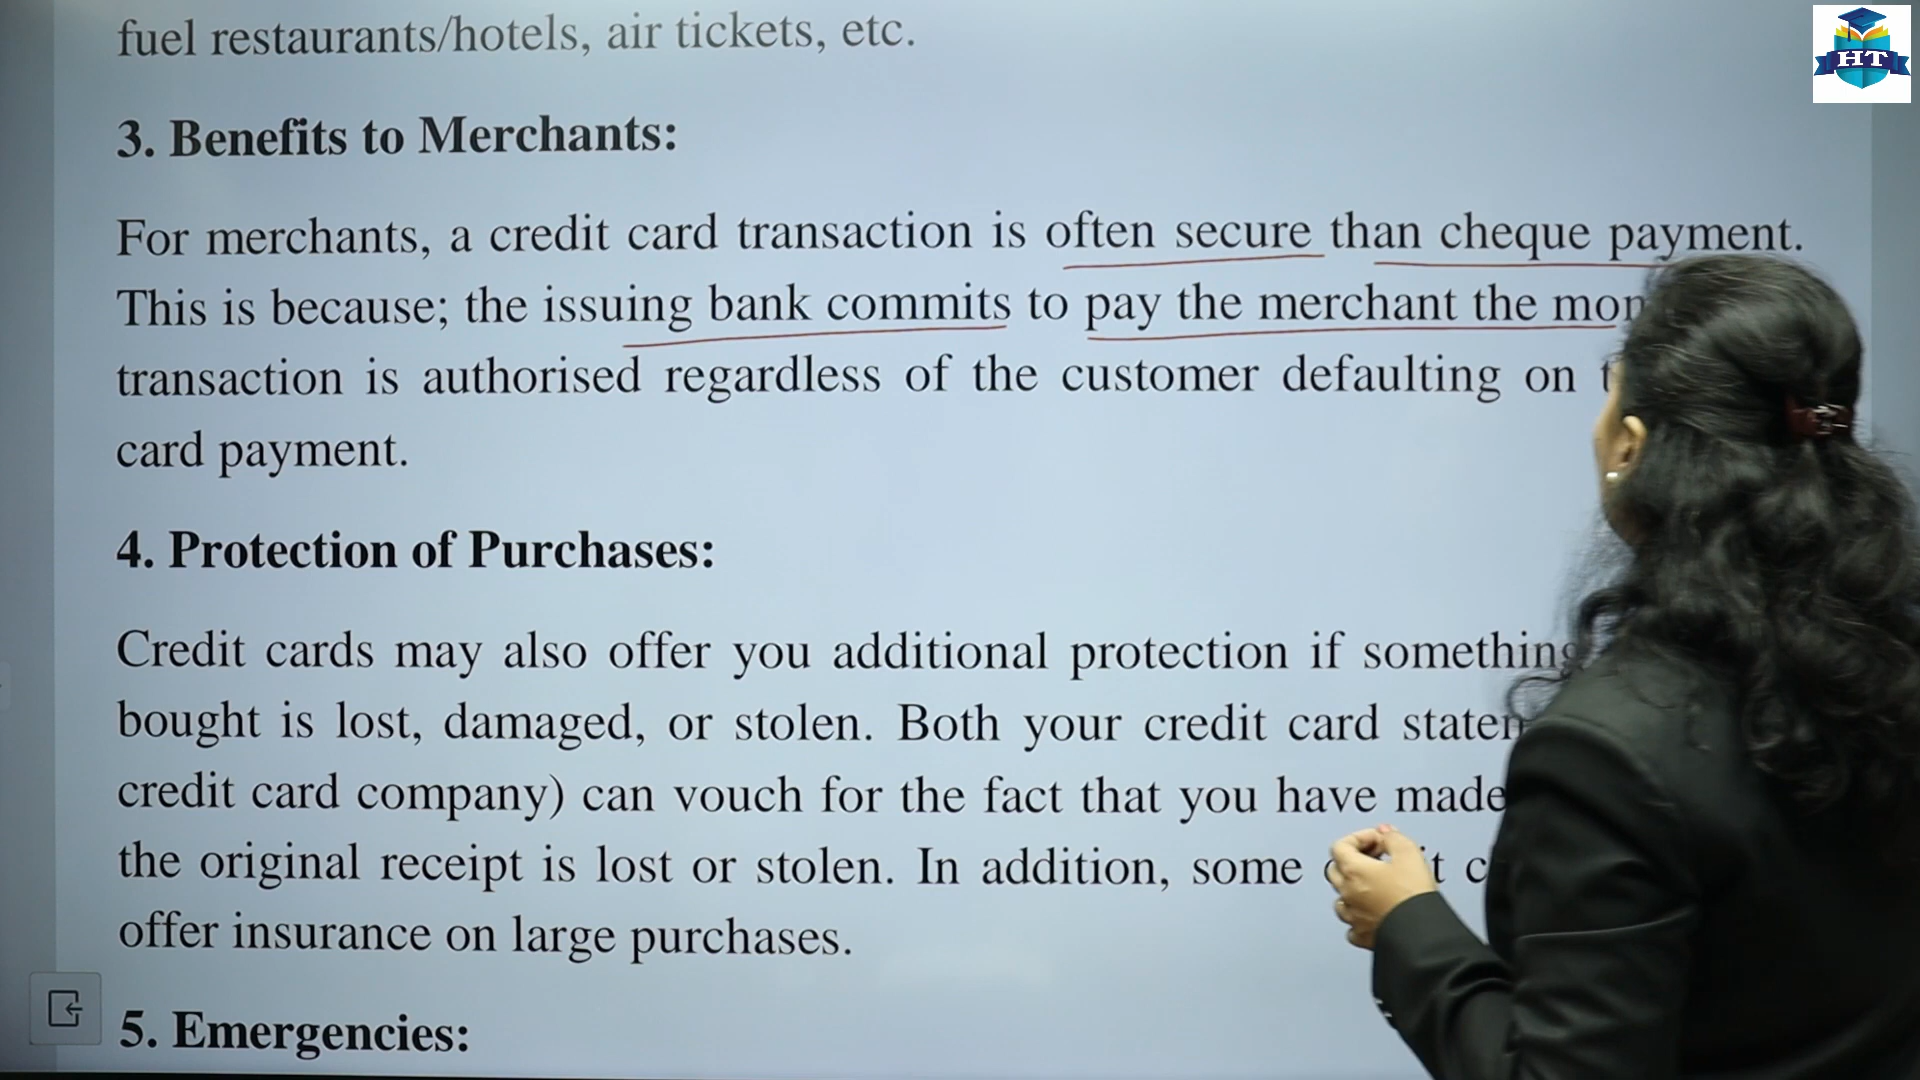 fuel restaurants/hotels, air tickets, etc.
HT
3. Benefits to Merchants:
For merchants, a credit card transaction is often secure than cheque payment.
This is because; the issuing bank commits to pay the merchant the
transaction is authorised regardless of the customer defaulting on
card payment.
4. Protection of Purchases:
Credit cards may also offer you additional protection if something
bought is lost, damaged, or stolen. Both your credit card
credit card company) can vouch for the fact that you have made
the original receipt is lost or stolen. In addition, some
offer insurance on large purchases.
5. Emergencies: